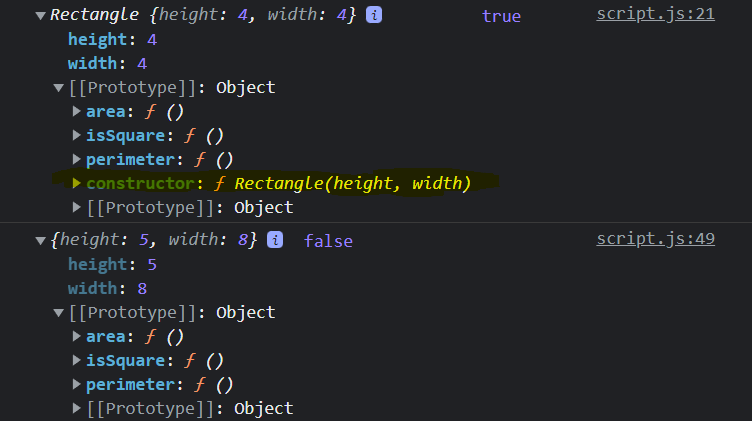 Rectangle {height: 4, width: 4} i true script.js:21
height: 4
width: 4
[[Prototype]]: Object
area: ƒ ()
isSquare: ƒ ()
perimeter: ƒ ()
constructor: ƒ Rectangle(height, width)
[[Prototype]]: Object
{height: 5, width: 8} i false script.js:49
height: 5
width: 8
[[Prototype]]: Object
area: ƒ ()
isSquare: ƒ ()
perimeter: ƒ ()
[[Prototype]]: Object